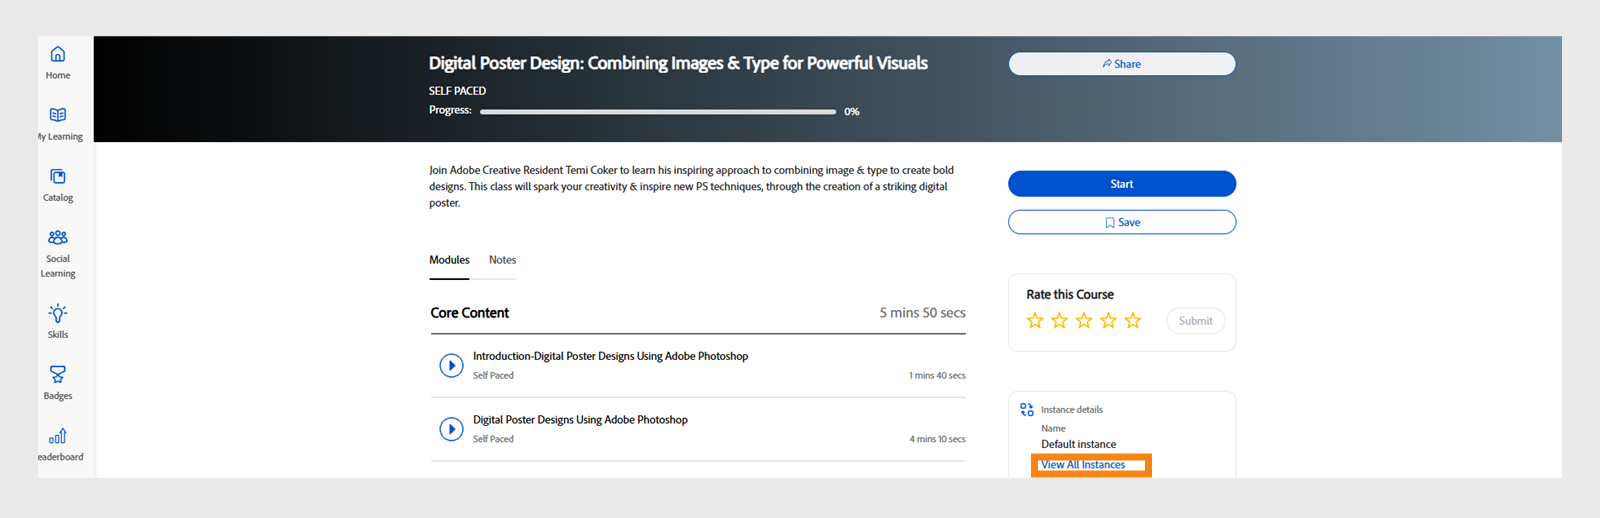 Home
My Learning
Catalog
Social
Learning
Skills
Badges
eaderboard
Digital Poster Design: Combining Images & Type for Powerful Visuals
SELF PACED
Progress: 0%
Share
Join Adobe Creative Resident Temi Coker to learn his inspiring approach to combining image & type to create bold
designs. This class will spark your creativity & inspire new PS techniques, through the creation of a striking digital
poster.
Modules Notes
Core Content 5 mins 50 secs
Introduction-Digital Poster Designs Using Adobe Photoshop
Self Paced 1 mins 40 secs
Digital Poster Designs Using Adobe Photoshop
Self Paced 4 mins 10 secs
Start
Save
Rate this Course
Submit
Instance details
Name
Default instance
View All Instances